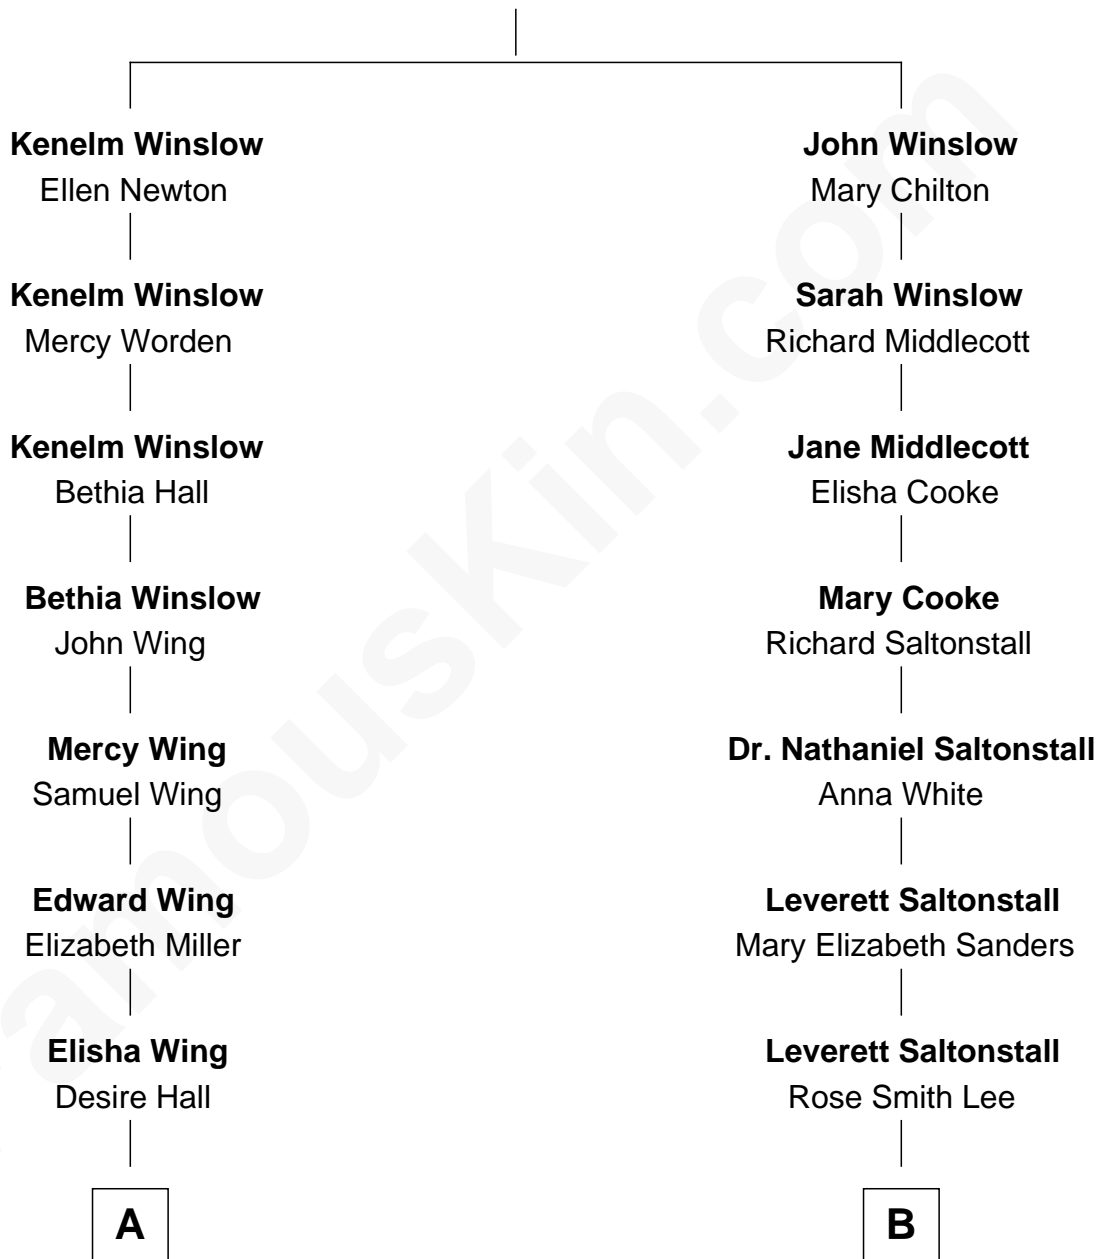 Kenelm Winslow
Ellen Newton
Kenelm Winslow
Mercy Worden
Kenelm Winslow
Bethia Hall
Bethia Winslow
John Wing
Mercy Wing
Samuel Wing
Edward Wing
Elizabeth Miller
Elisha Wing
Desire Hall
A
John Winslow
Mary Chilton
Sarah Winslow
Richard Middlecott
Jane Middlecott
Elisha Cooke
Mary Cooke
Richard Saltonstall
Dr. Nathaniel Saltonstall
Anna White
Leverett Saltonstall
Mary Elizabeth Sanders
Leverett Saltonstall
Rose Smith Lee
B
amouskin.com